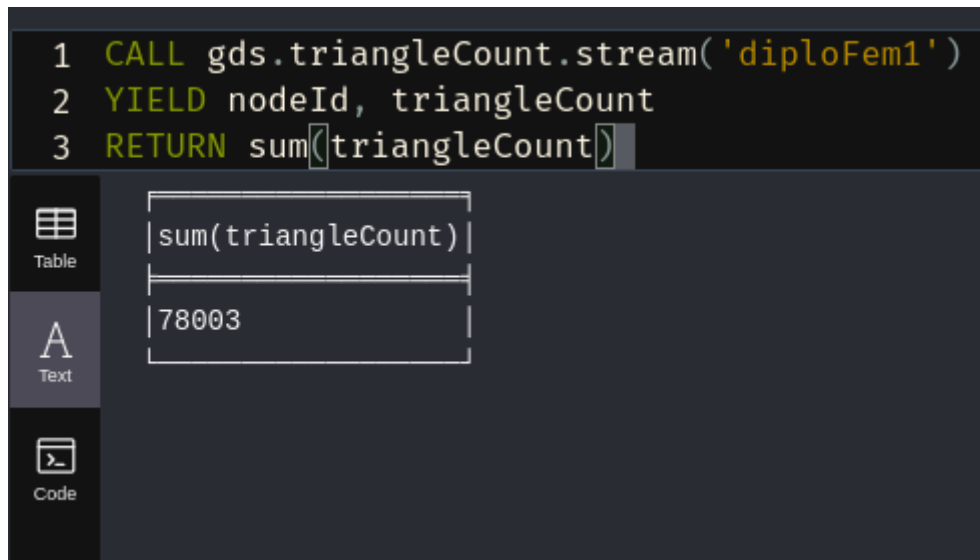 1 CALL gds.triangleCount.stream('diploFem1')
2 YIELD nodeId, triangleCount
3 RETURN sum(triangleCount)
Table
sum(triangleCount)
A
Text
78003
>_
Code